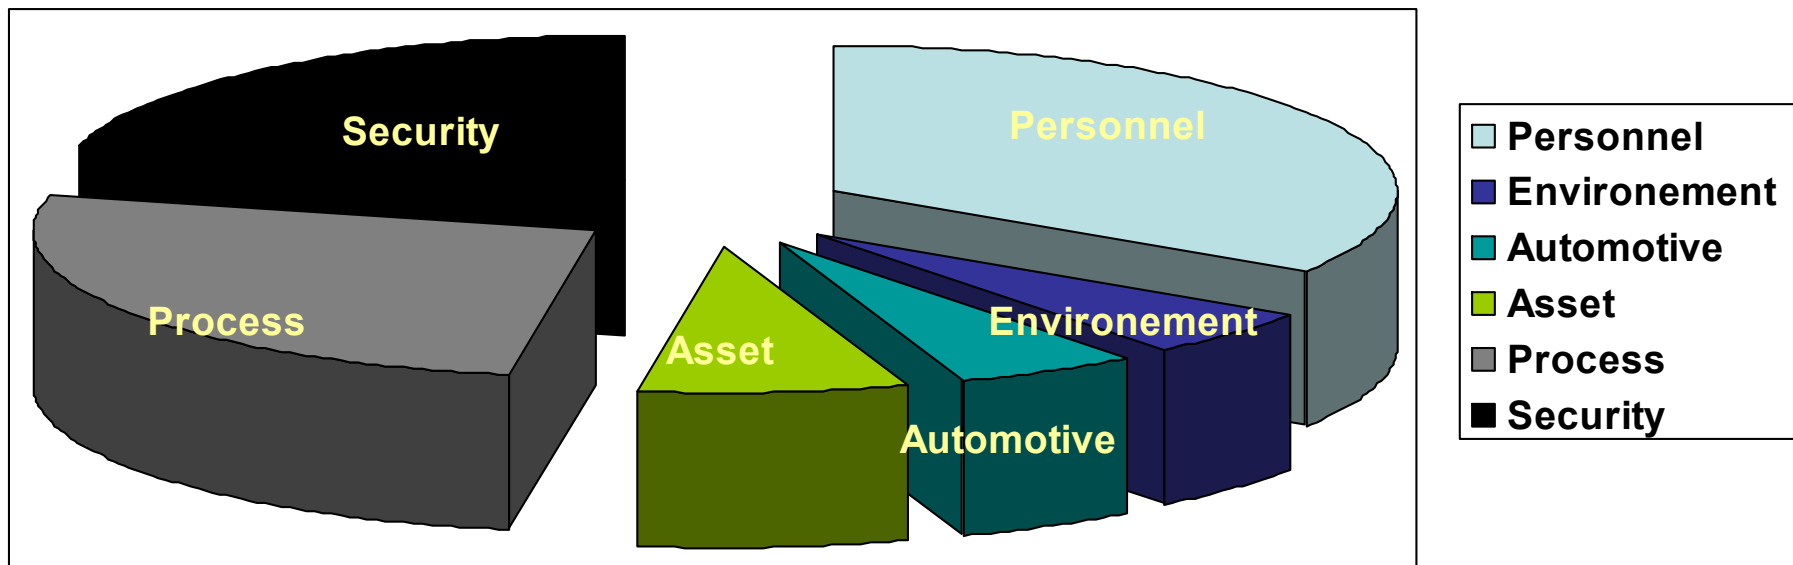 Security
Personnel
Process
Asset
Environement
Automotive
Personnel
Environement
Automotive
Asset
Process
Security